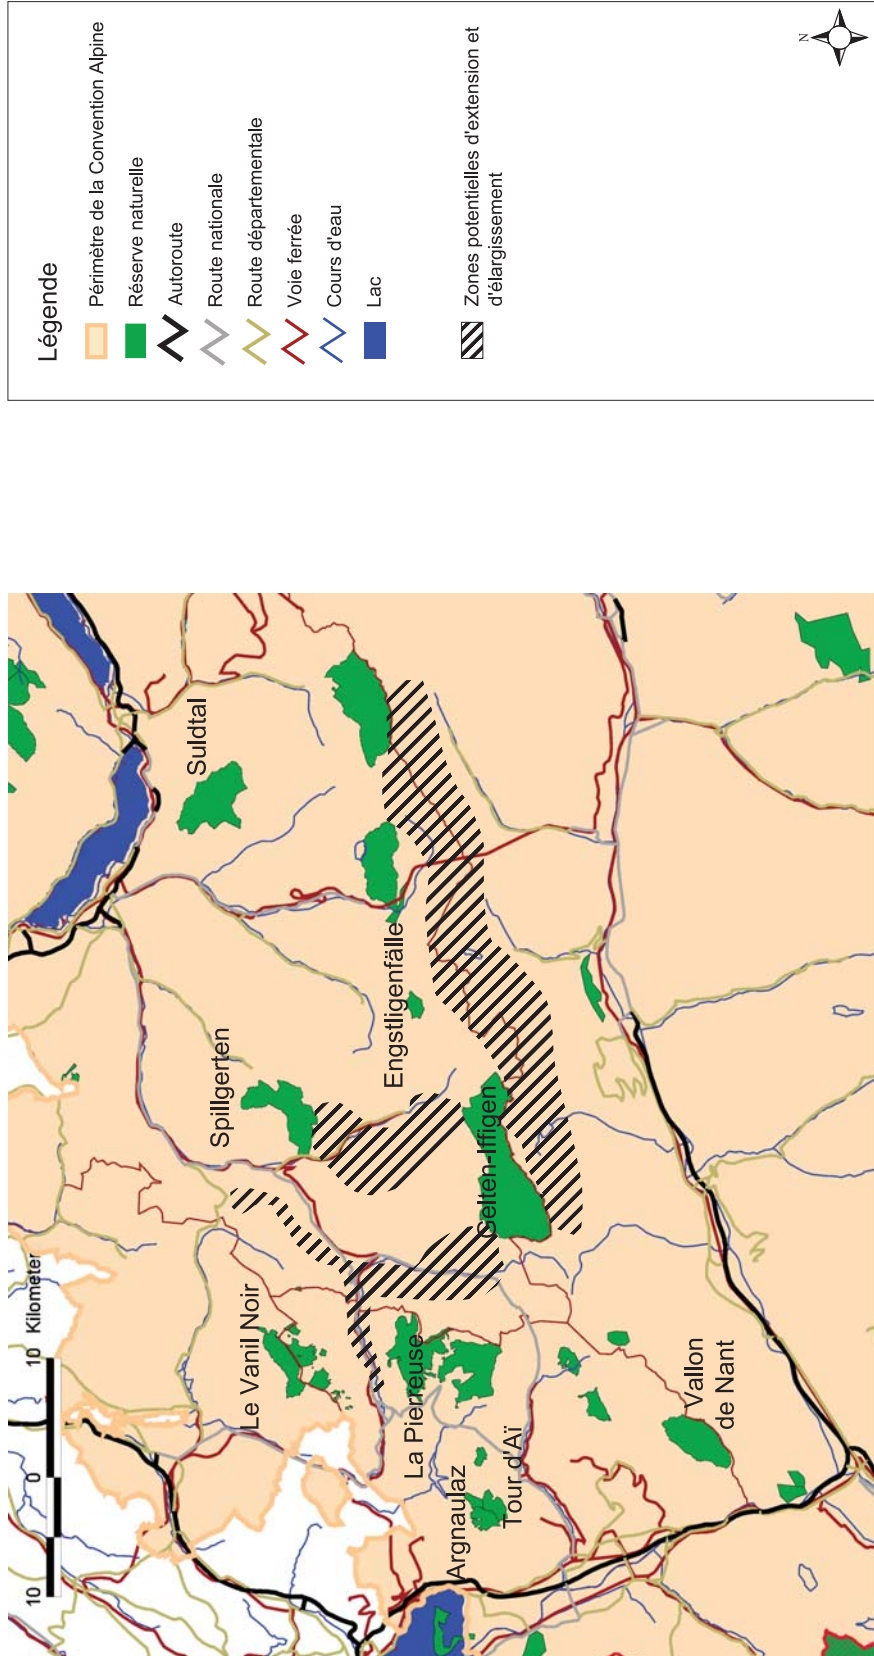 Légende
Périmètre de la Convention Alpine
Réserve naturelle
Autoroute
Route nationale
Route départementale
Voie ferrée
Cours d'eau
Lac
Zones potentielles d'extension et
d'élargissement
N
10 0 10 Kilometer
Le Vanil Noir
Spillgerten
Suldtal
La Pierreuse
Engstligenfälle
Argnaulaz
Tour d'Aï
Gelten-Iffigen
Vallon
de Nant